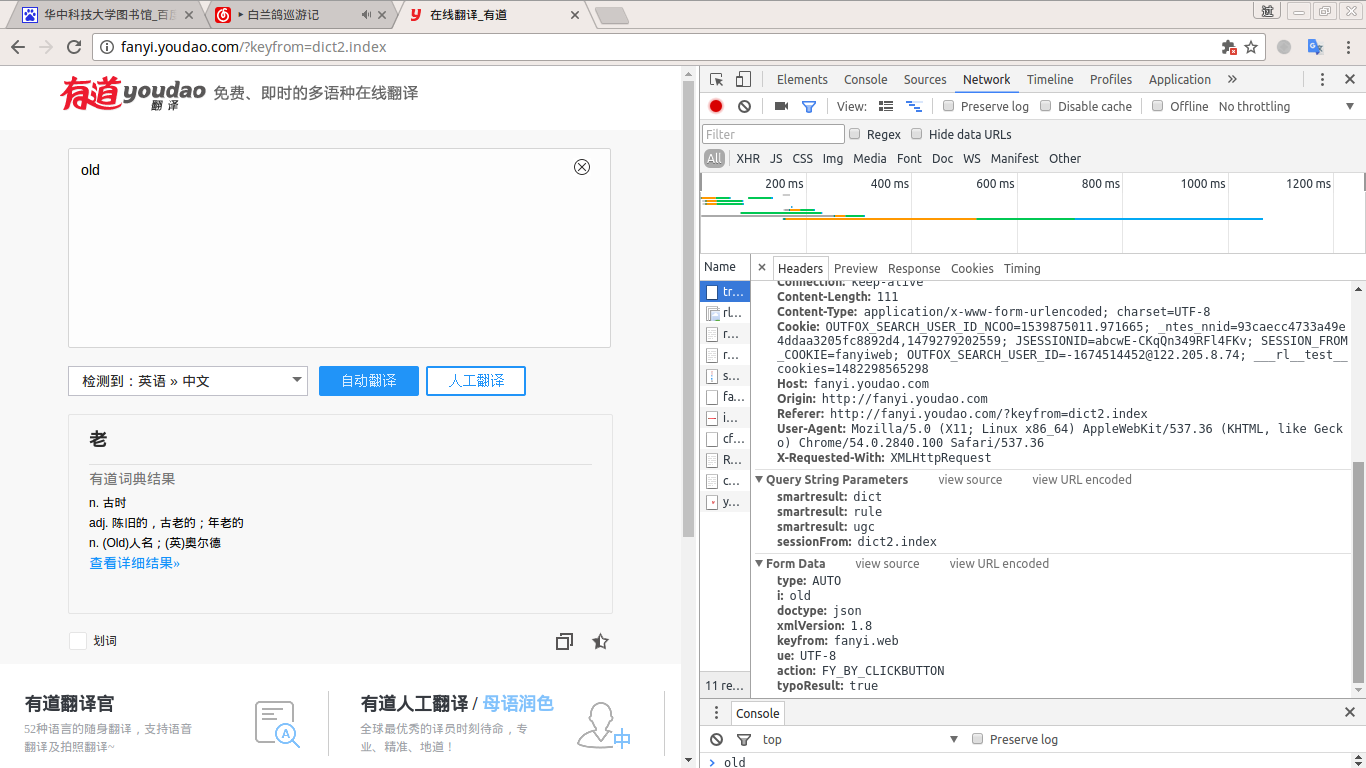 华中科技大学图书馆_百度
▸ 白兰鸽巡游记
在线翻译_有道
fanyi.youdao.com/?keyfrom=dict2.index
有道 youdao 翻译 免费、即时的多语种在线翻译
old
检测到：英语 » 中文
自动翻译
人工翻译
老
有道词典结果
n. 古时
adj. 陈旧的，古老的；年老的
n. (Old)人名；(英)奥尔德
查看详细结果»
划词
有道翻译官
52种语言的随身翻译，支持语音
翻译及拍照翻译~
有道人工翻译 / 母语润色
全球最优秀的译员时刻待命，专
业、精准、地道！
Elements Console Sources Network Timeline Profiles Application »
View: Preserve log Disable cache Offline No throttling
Filter Regex Hide data URLs
All XHR JS CSS Img Media Font Doc WS Manifest Other
200 ms 400 ms 600 ms 800 ms 1000 ms 1200 ms
Name
tr...
rl...
r...
r...
s...
fa...
i...
cf...
R...
c...
y...
11 re...
× Headers Preview Response Cookies Timing
Connection: keep-alive
Content-Length: 111
Content-Type: application/x-www-form-urlencoded; charset=UTF-8
Cookie: OUTFOX_SEARCH_USER_ID_NCOO=1539875011.971665; _ntes_nnid=93caecc4733a49e
4ddaa3205fc8892d4,1479279202559; JSESSIONID=abcwE-CKqQn349RFl4FKv; SESSION_FROM
_COOKIE=fanyiweb; OUTFOX_SEARCH_USER_ID=-1674514452@122.205.8.74; ___rl__test__
cookies=1482298565298
Host: fanyi.youdao.com
Origin: http://fanyi.youdao.com
Referer: http://fanyi.youdao.com/?keyfrom=dict2.index
User-Agent: Mozilla/5.0 (X11; Linux x86_64) AppleWebKit/537.36 (KHTML, like Geck
o) Chrome/54.0.2840.100 Safari/537.36
X-Requested-With: XMLHttpRequest
Query String Parameters view source view URL encoded
smartresult: dict
smartresult: rule
smartresult: ugc
sessionFrom: dict2.index
Form Data view source view URL encoded
type: AUTO
i: old
doctype: json
xmlVersion: 1.8
keyfrom: fanyi.web
ue: UTF-8
action: FY_BY_CLICKBUTTON
typoResult: true
Console
top Preserve log
old